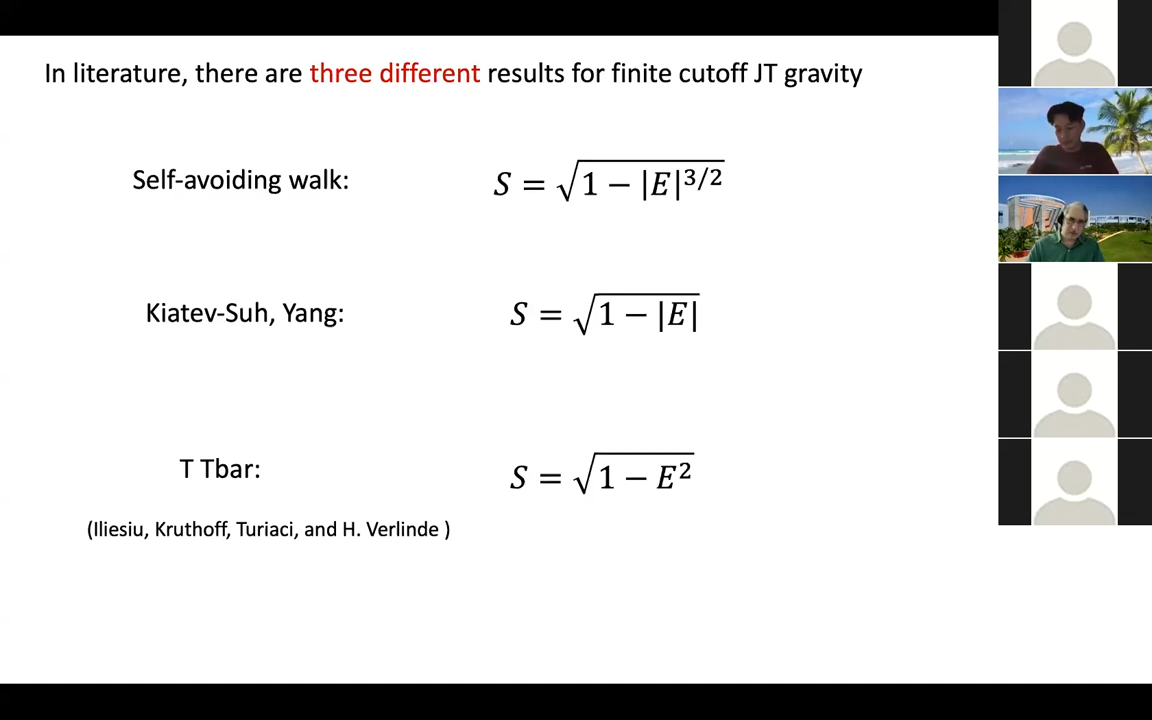 In literature, there are three different results for finite cutoff JT gravity
Self-avoiding walk: S = √(1 − |E|^{3/2})
Kiatev-Suh, Yang: S = √(1 − |E|)
T Tbar: S = √(1 − E²)
(Iliesiu, Kruthoff, Turiaci, and H. Verlinde )